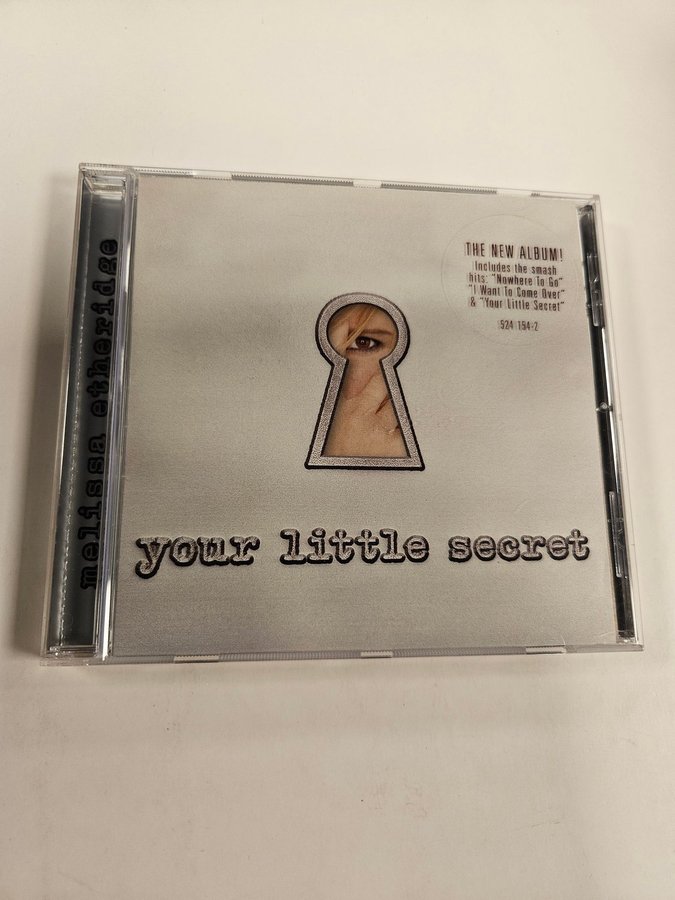 melissa etheridge
THE NEW ALBUM!
Includes the smash
hits: "Nowhere To Go"
"I Want To Come Over"
& "Your Little Secret"
524 154-2
your little secret